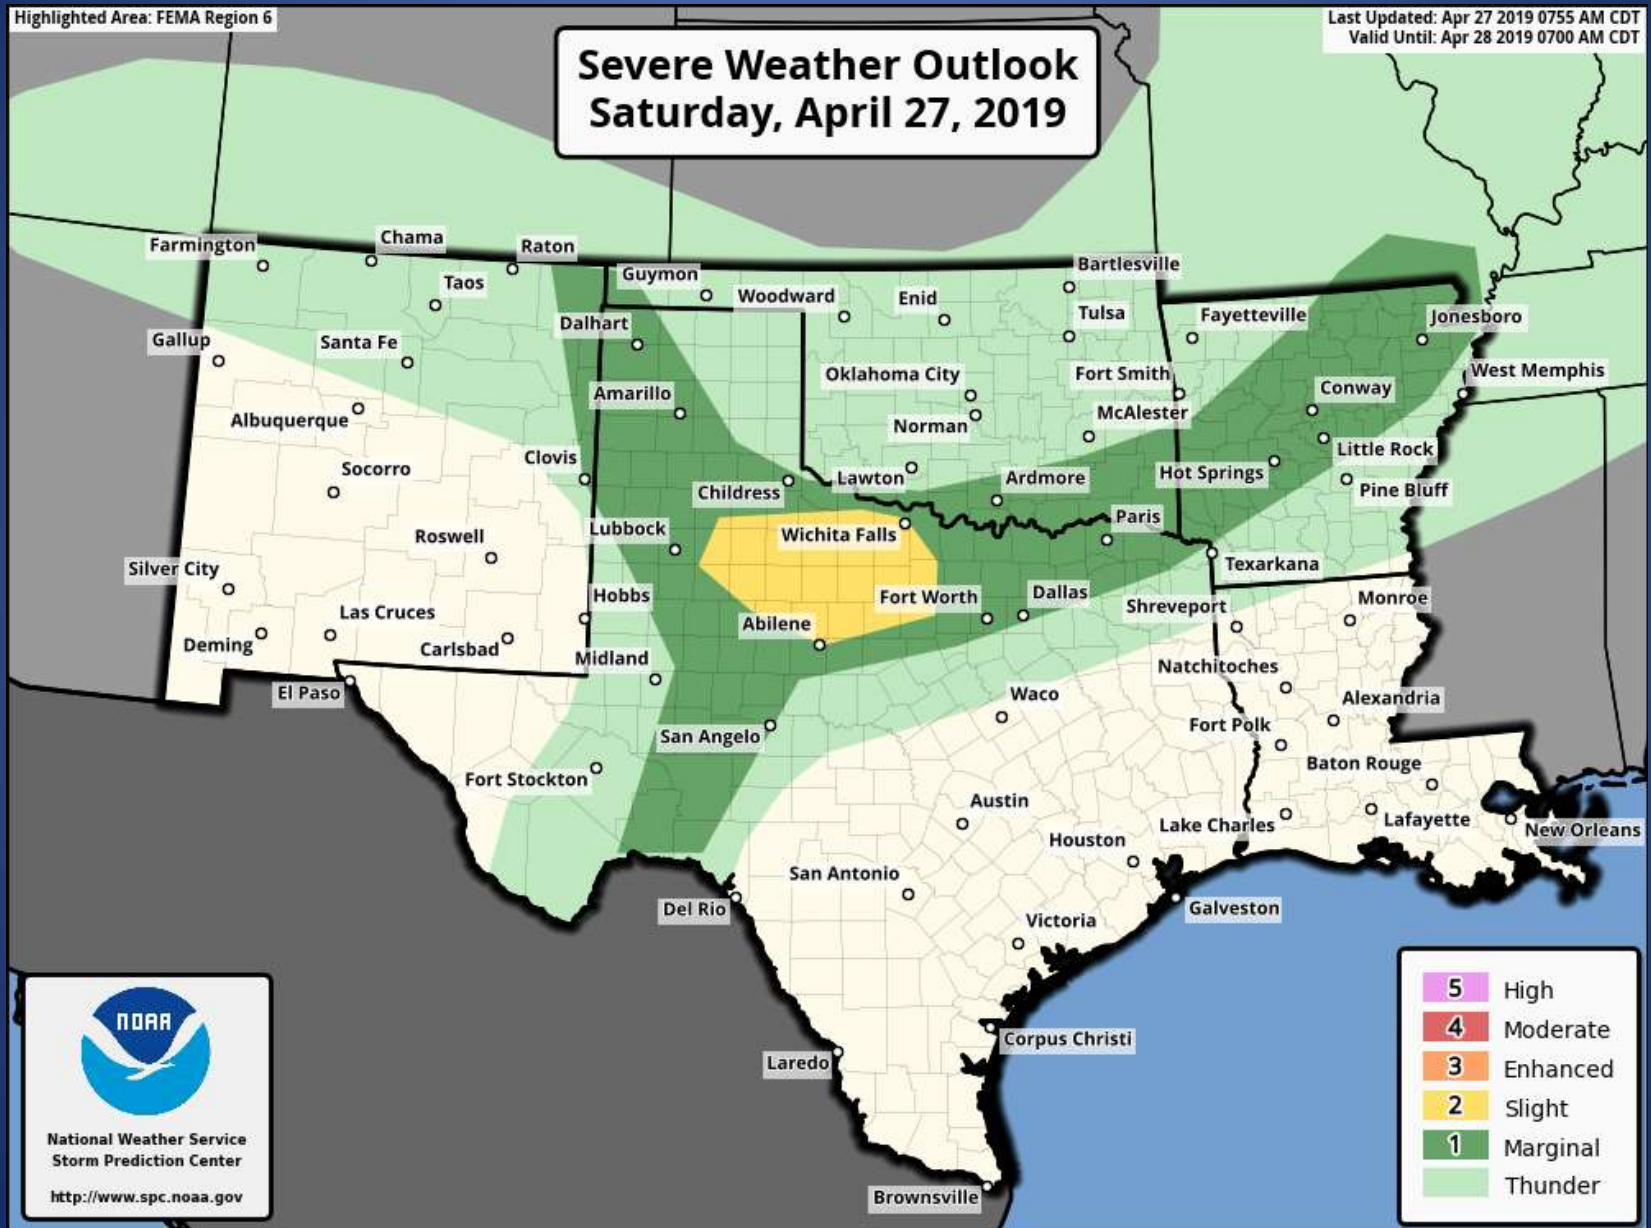 Highlighted Area: FEMA Region 6
Last Updated: Apr 27 2019 0755 AM CDT
Valid Until: Apr 28 2019 0700 AM CDT
Severe Weather Outlook
Saturday, April 27, 2019
Farmington
Chama
Raton
Taos
Gallup
Santa Fe
Albuquerque
Socorro
Clovis
Roswell
Silver City
Las Cruces
Deming
Carlsbad
Hobbs
Guymon
Woodward
Enid
Bartlesville
Tulsa
Oklahoma City
Norman
Fort Smith
McAlester
Lawton
Ardmore
Fayetteville
Jonesboro
West Memphis
Conway
Little Rock
Hot Springs
Pine Bluff
Texarkana
Dalhart
Amarillo
Childress
Lubbock
Wichita Falls
Paris
Fort Worth
Dallas
Abilene
Midland
El Paso
San Angelo
Waco
Fort Stockton
Austin
Houston
San Antonio
Del Rio
Galveston
Victoria
Corpus Christi
Laredo
Brownsville
Shreveport
Monroe
Natchitoches
Alexandria
Fort Polk
Baton Rouge
Lake Charles
Lafayette
New Orleans
NOAA
National Weather Service
Storm Prediction Center
http://www.spc.noaa.gov
5 High
4 Moderate
3 Enhanced
2 Slight
1 Marginal
Thunder